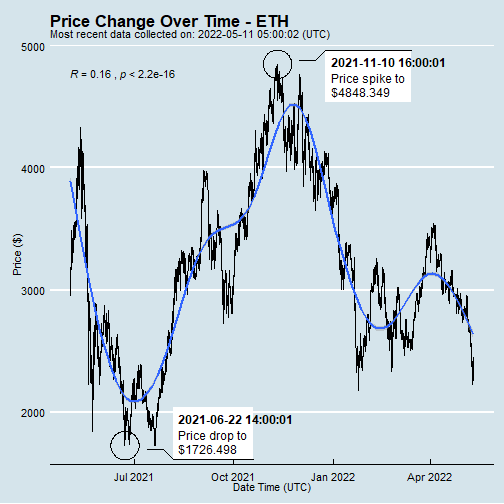 Price Change Over Time - ETH
Most recent data collected on: 2022-05-11 05:00:02 (UTC)
5000
R = 0.16 , p < 2.2e-16
2021-11-10 16:00:01
Price spike to
$4848.349
4000
Price ($)
3000
2000
2021-06-22 14:00:01
Price drop to
$1726.498
Jul 2021 Oct 2021 Jan 2022 Apr 2022
Date Time (UTC)